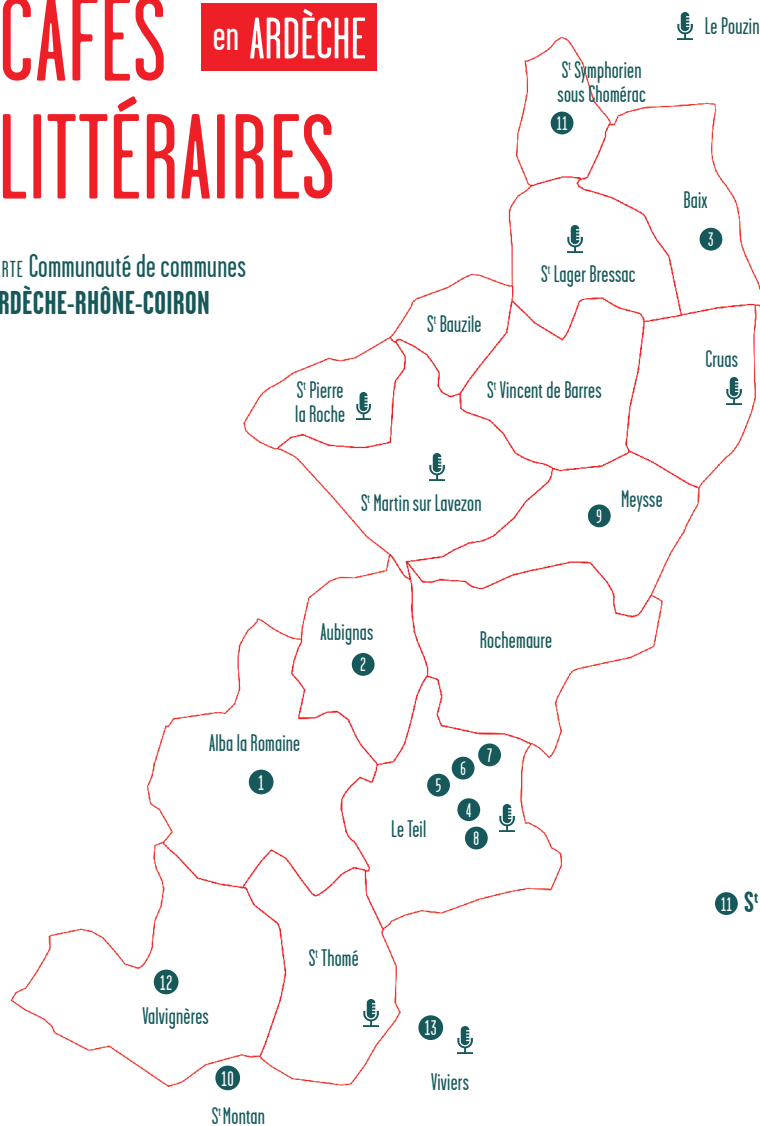 CAFÉS
en ARDÈCHE
LITTÉRAIRES
Le Pouzin
RTE Communauté de communes
RDÈCHE-RHÔNE-COIRON
Sᵗ Symphorien
sous Chomérac
11
Baix
3
Sᵗ Lager Bressac
Sᵗ Bauzile
Cruas
Sᵗ Pierre
la Roche
Sᵗ Vincent de Barres
Sᵗ Martin sur Lavezon
Meysse
9
Aubignas
2
Rochemaure
Alba la Romaine
1
7
6
5
4
Le Teil
8
11 Sᵗ
Sᵗ Thomé
12
Valvignères
13
Viviers
10
Sᵗ Montan